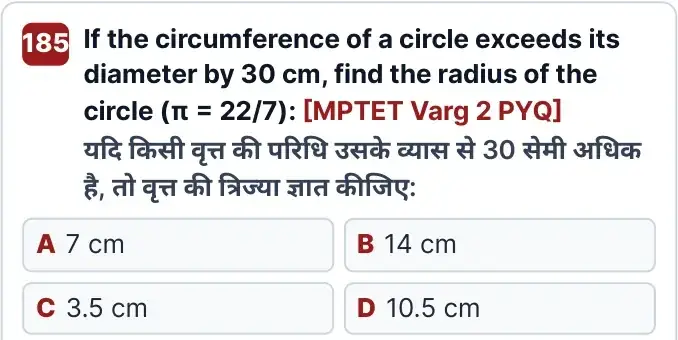 185 If the circumference of a circle exceeds its
diameter by 30 cm, find the radius of the
circle (π = 22/7): [MPTET Varg 2 PYQ]
यदि किसी वृत्त की परिधि उसके व्यास से 30 सेमी अधिक
है, तो वृत्त की त्रिज्या ज्ञात कीजिए:
A 7 cm
B 14 cm
C 3.5 cm
D 10.5 cm